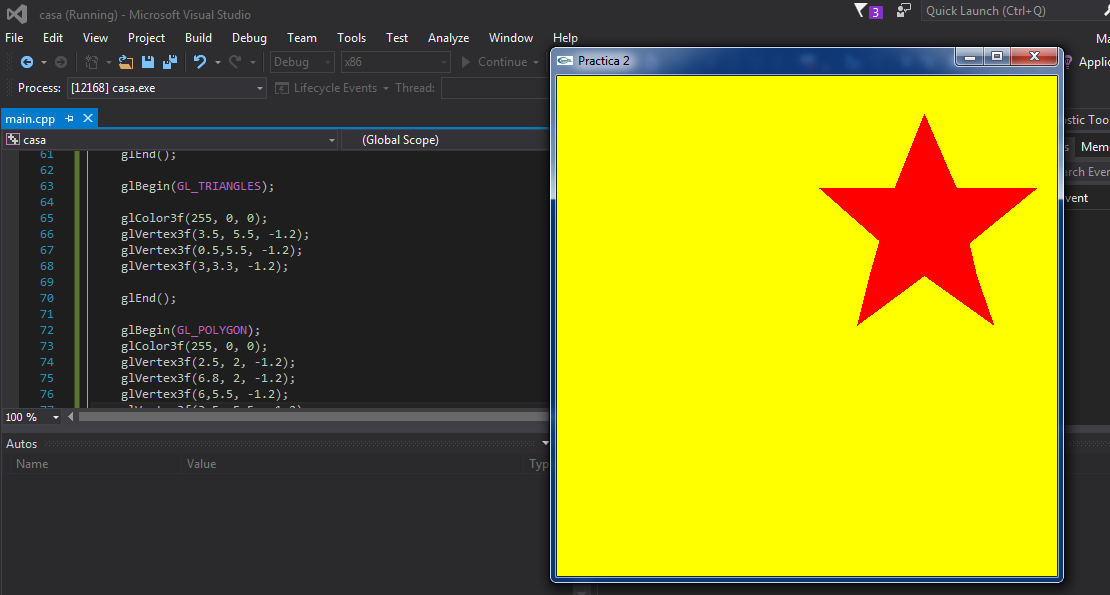 casa (Running) - Microsoft Visual Studio
3
Quick Launch (Ctrl+Q)
File Edit View Project Build Debug Team Tools Test Analyze Window Help
Debug x86 Continue
Process: [12168] casa.exe Lifecycle Events Thread:
main.cpp
casa (Global Scope)
61 glEnd();
62
63 glBegin(GL_TRIANGLES);
64
65 glColor3f(255, 0, 0);
66 glVertex3f(3.5, 5.5, -1.2);
67 glVertex3f(0.5,5.5, -1.2);
68 glVertex3f(3,3.3, -1.2);
69
70 glEnd();
71
72 glBegin(GL_POLYGON);
73 glColor3f(255, 0, 0);
74 glVertex3f(2.5, 2, -1.2);
75 glVertex3f(6.8, 2, -1.2);
76 glVertex3f(6,5.5, -1.2);
100 %
Autos
Name Value Typ
Practica 2
Ma
Applic
stic Too
s Mem
arch Even
vent